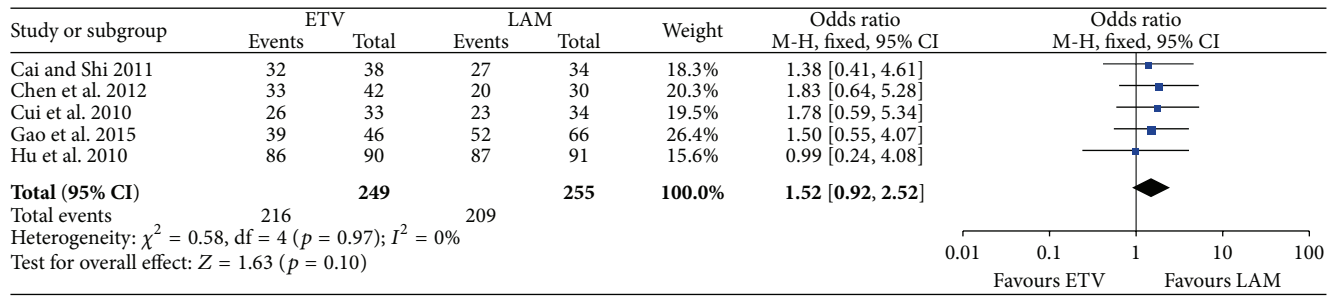 Study or subgroup ETV LAM Weight Odds ratio Odds ratio
Events Total Events Total M-H, fixed, 95% CI M-H, fixed, 95% CI
Cai and Shi 2011 32 38 27 34 18.3% 1.38 [0.41, 4.61]
Chen et al. 2012 33 42 20 30 20.3% 1.83 [0.64, 5.28]
Cui et al. 2010 26 33 23 34 19.5% 1.78 [0.59, 5.34]
Gao et al. 2015 39 46 52 66 26.4% 1.50 [0.55, 4.07]
Hu et al. 2010 86 90 87 91 15.6% 0.99 [0.24, 4.08]
Total (95% CI) 249 255 100.0% 1.52 [0.92, 2.52]
Total events 216 209
Heterogeneity: χ² = 0.58, df = 4 (p = 0.97); I² = 0%
Test for overall effect: Z = 1.63 (p = 0.10)
0.01 0.1 1 10 100
Favours ETV Favours LAM